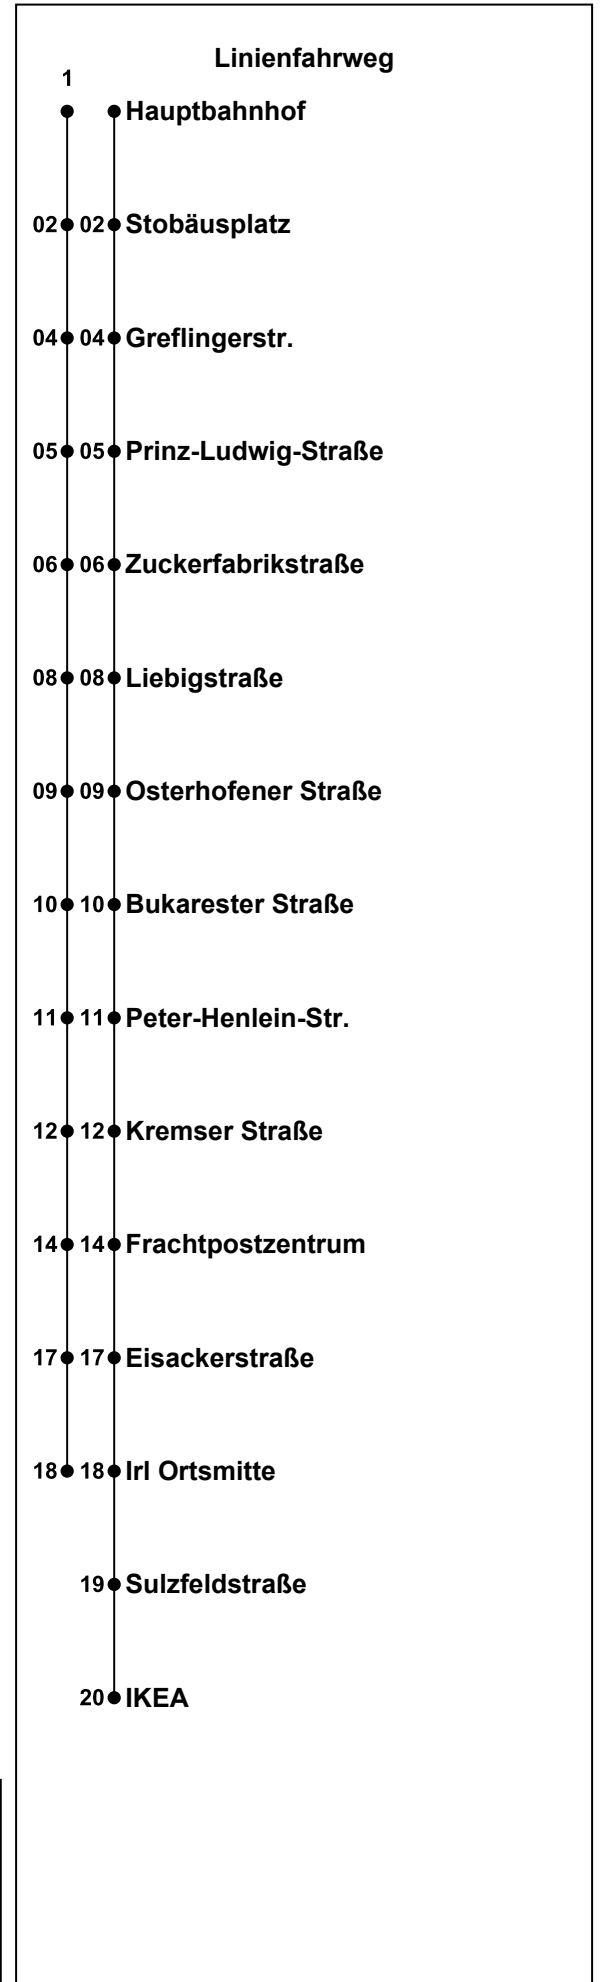 Linienfahrweg
1
Hauptbahnhof
02 02 Stobäusplatz
04 04 Greflingerstr.
05 05 Prinz-Ludwig-Straße
06 06 Zuckerfabrikstraße
08 08 Liebigstraße
09 09 Osterhofener Straße
10 10 Bukarester Straße
11 11 Peter-Henlein-Str.
12 12 Kremser Straße
14 14 Frachtpostzentrum
17 17 Eisackerstraße
18 18 Irl Ortsmitte
19 Sulzfeldstraße
20 IKEA